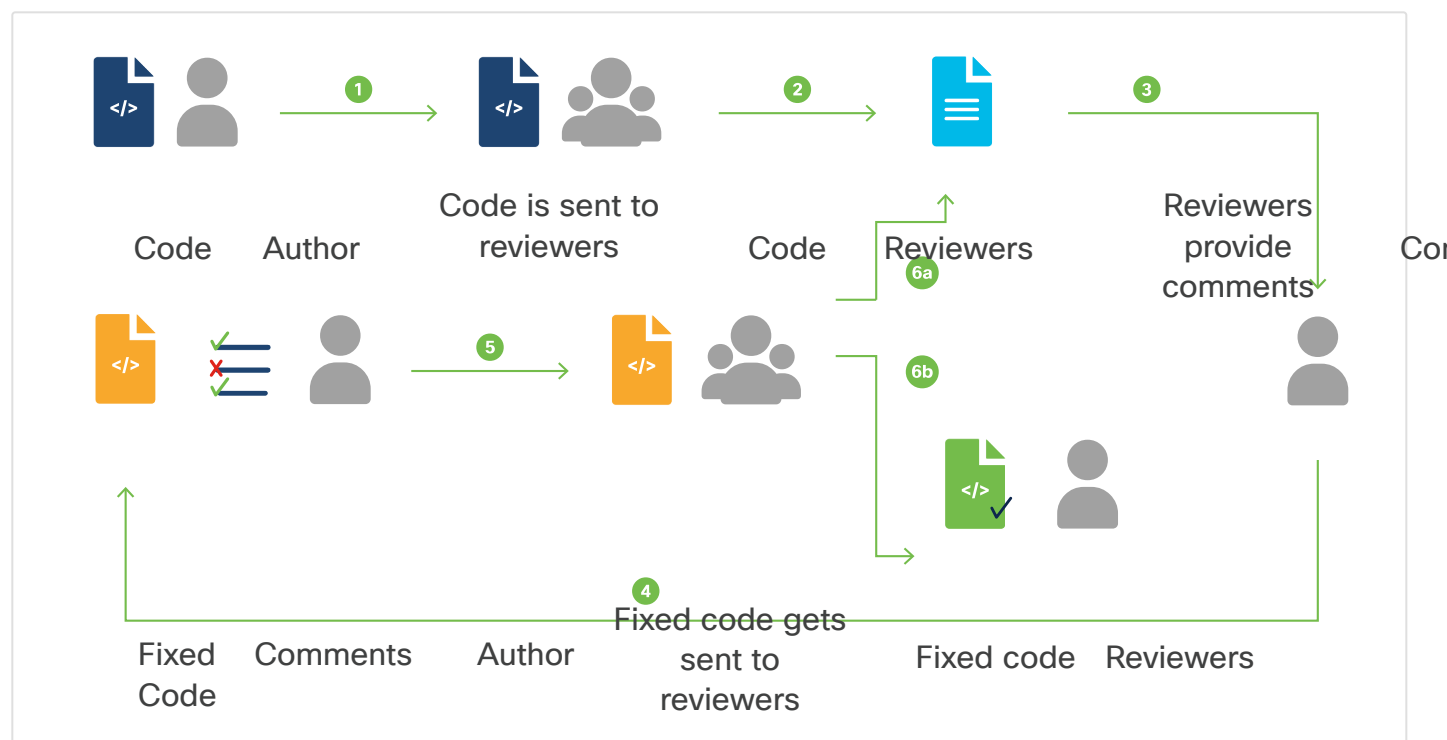 </>
1
</>
2
3
Code is sent to
reviewers
Reviewers
provide
comments
Code
Author
Code
Reviewers
6a
</>
5
</>
6b
</>
4
Fixed code gets
sent to
reviewers
Fixed
Code
Comments
Author
Fixed code
Reviewers